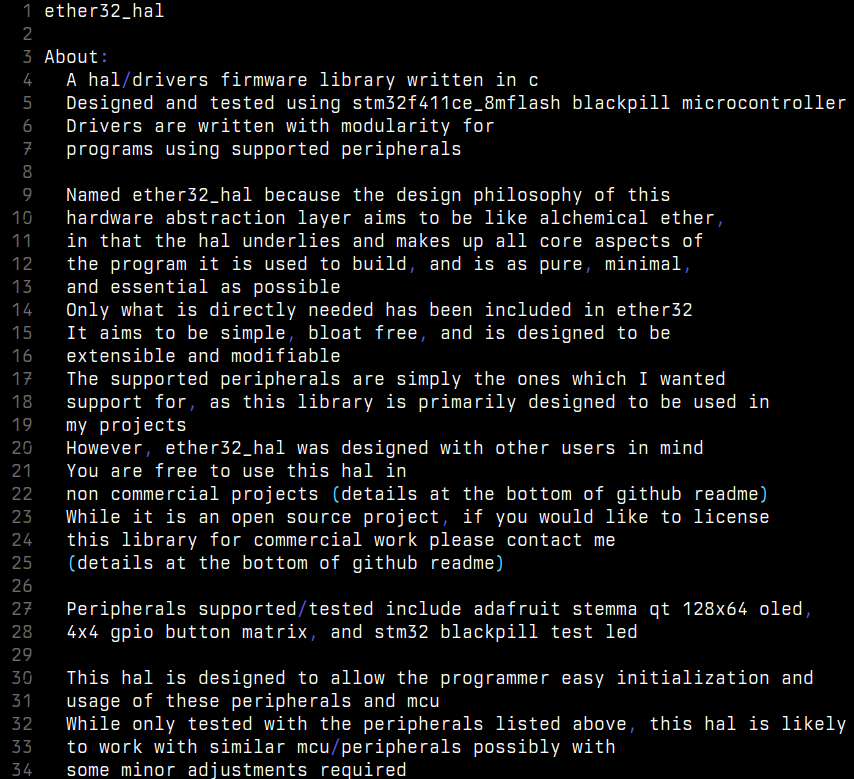 1 ether32_hal
2
3 About:
4 A hal/drivers firmware library written in c
5 Designed and tested using stm32f411ce_8mflash blackpill microcontroller
6 Drivers are written with modularity for
7 programs using supported peripherals
8
9 Named ether32_hal because the design philosophy of this
10 hardware abstraction layer aims to be like alchemical ether,
11 in that the hal underlies and makes up all core aspects of
12 the program it is used to build, and is as pure, minimal,
13 and essential as possible
14 Only what is directly needed has been included in ether32
15 It aims to be simple, bloat free, and is designed to be
16 extensible and modifiable
17 The supported peripherals are simply the ones which I wanted
18 support for, as this library is primarily designed to be used in
19 my projects
20 However, ether32_hal was designed with other users in mind
21 You are free to use this hal in
22 non commercial projects (details at the bottom of github readme)
23 While it is an open source project, if you would like to license
24 this library for commercial work please contact me
25 (details at the bottom of github readme)
26
27 Peripherals supported/tested include adafruit stemma qt 128x64 oled,
28 4x4 gpio button matrix, and stm32 blackpill test led
29
30 This hal is designed to allow the programmer easy initialization and
31 usage of these peripherals and mcu
32 While only tested with the peripherals listed above, this hal is likely
33 to work with similar mcu/peripherals possibly with
34 some minor adjustments required